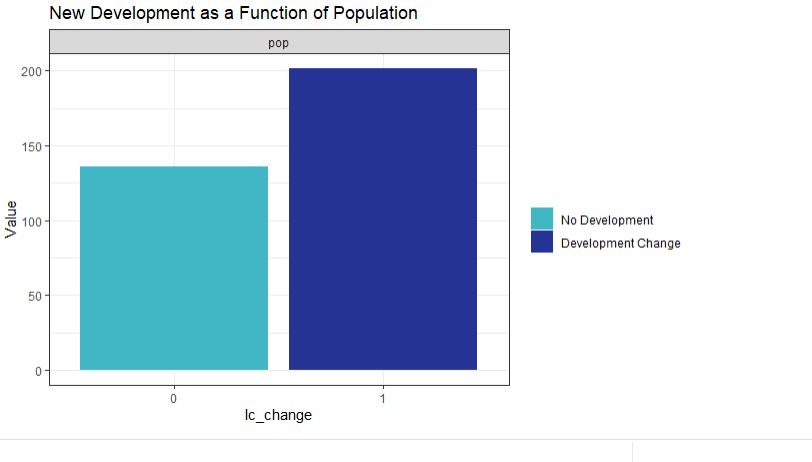 New Development as a Function of Population
pop
200
150
100
50
0
Value
0
1
lc_change
No Development
Development Change